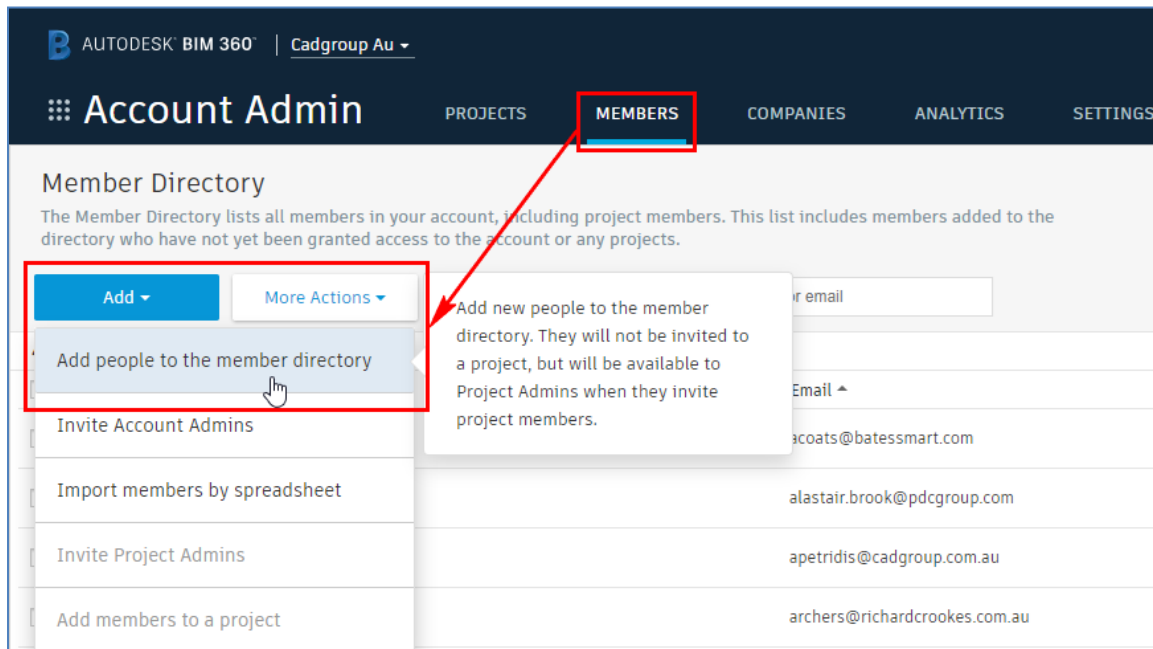 AUTODESK® BIM 360™ | Cadgroup Au
Account Admin
PROJECTS MEMBERS COMPANIES ANALYTICS SETTINGS
Member Directory
The Member Directory lists all members in your account, including project members. This list includes members added to the
directory who have not yet been granted access to the account or any projects.
Add More Actions
or email
Add people to the member directory
Invite Account Admins
Import members by spreadsheet
Invite Project Admins
Add members to a project
Add new people to the member
directory. They will not be invited to
a project, but will be available to
Project Admins when they invite
project members.
Email
acoats@batessmart.com
alastair.brook@pdcgroup.com
apetridis@cadgroup.com.au
archers@richardcrookes.com.au